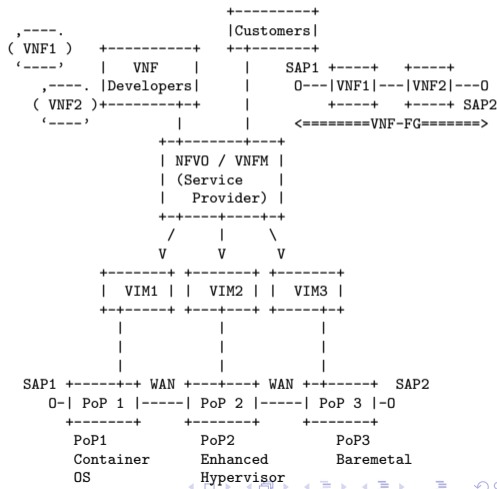 +---------+
 ,----.                       |Customers|
( VNF1 )   +----------+       +-+-------+
 `----'    |   VNF    |         |    SAP1 +----+   +----+
    ,----. |Developers|         |     O---|VNF1|---|VNF2|---O
   ( VNF2 )+--------+-+         |         +----+   +----+ SAP2
    `----'          |           |     <========VNF-FG=======>
                  +-+-----------+---+
                  | NFVO / VNFM |
                  | (Service      |
                  |   Provider) |
                  +-+----+----+-+
                   /     |     \
                  V      V      V
           +-------+ +-------+ +-------+
           |  VIM1 | |  VIM2 | |  VIM3 |
           +-+-----+ +---+---+ +-----+-+
             |           |           |
             |           |           |
             |           |           |
  SAP1 +-----+-+ WAN +---+---+ WAN +-+-----+  SAP2
     O-| PoP 1 |-----| PoP 2 |-----| PoP 3 |-O
       +-------+     +-------+     +-------+
       PoP1          PoP2          PoP3
       Container     Enhanced      Baremetal
       OS            Hypervisor